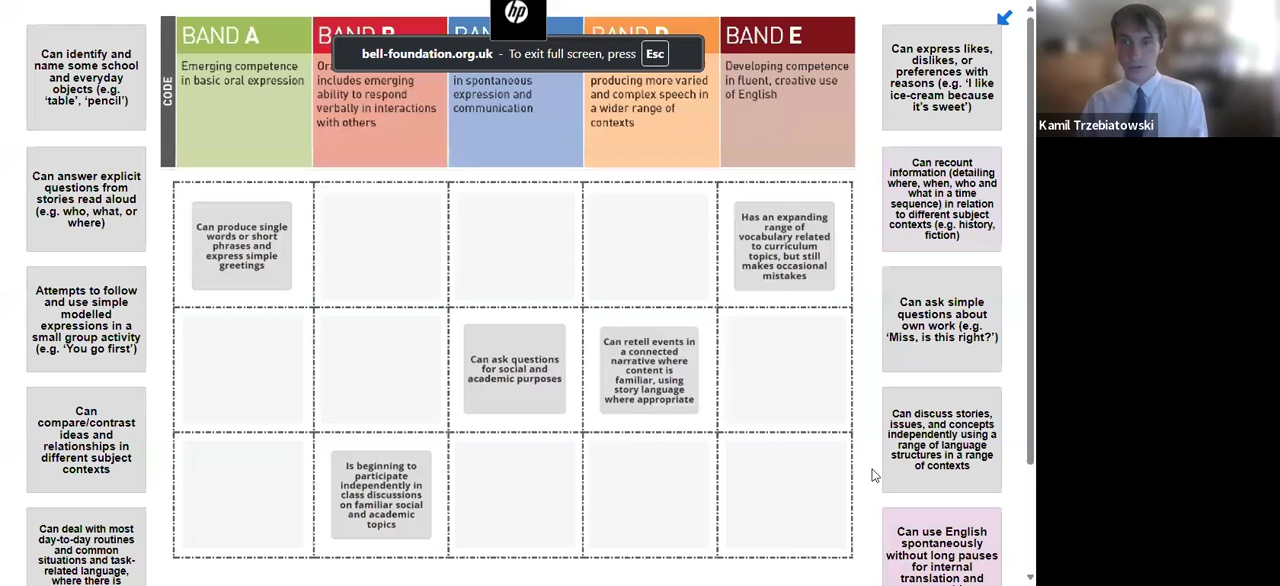 Can identify and
name some school
and everyday
objects (e.g.
'table', 'pencil')
Can answer explicit
questions from
stories read aloud
(e.g. who, what, or
where)
Attempts to follow
and use simple
modelled
expressions in a
small group activity
(e.g. 'You go first')
Can
compare/contrast
ideas and
relationships in
different subject
contexts
Can deal with most
day-to-day routines
and common
situations and task-
related language,
where there is
CODE
BAND A
Emerging competence
in basic oral expression
includes emerging
ability to respond
verbally in interactions
with others
in spontaneous
expression and
communication
producing more varied
and complex speech in
a wider range of
contexts
BAND E
Developing competence
in fluent, creative use
of English
hp
bell-foundation.org.uk - To exit full screen, press Esc
Can produce single
words or short
phrases and
express simple
greetings
Has an expanding
range of
vocabulary related
to curriculum
topics, but still
makes occasional
mistakes
Can ask questions
for social and
academic purposes
Can retell events in
a connected
narrative where
content is
familiar, using
story language
where appropriate
Is beginning to
participate
independently in
class discussions
on familiar social
and academic
topics
Can express likes,
dislikes, or
preferences with
reasons (e.g. 'I like
ice-cream because
it's sweet')
Can recount
information (detailing
where, when, who and
what in a time
sequence) in relation
to different subject
contexts (e.g. history,
fiction)
Can ask simple
questions about
own work (e.g.
'Miss, is this right?')
Can discuss stories,
issues, and concepts
independently using a
range of language
structures in a range
of contexts
Can use English
spontaneously
without long pauses
for internal
translation and
Kamil Trzebiatowski